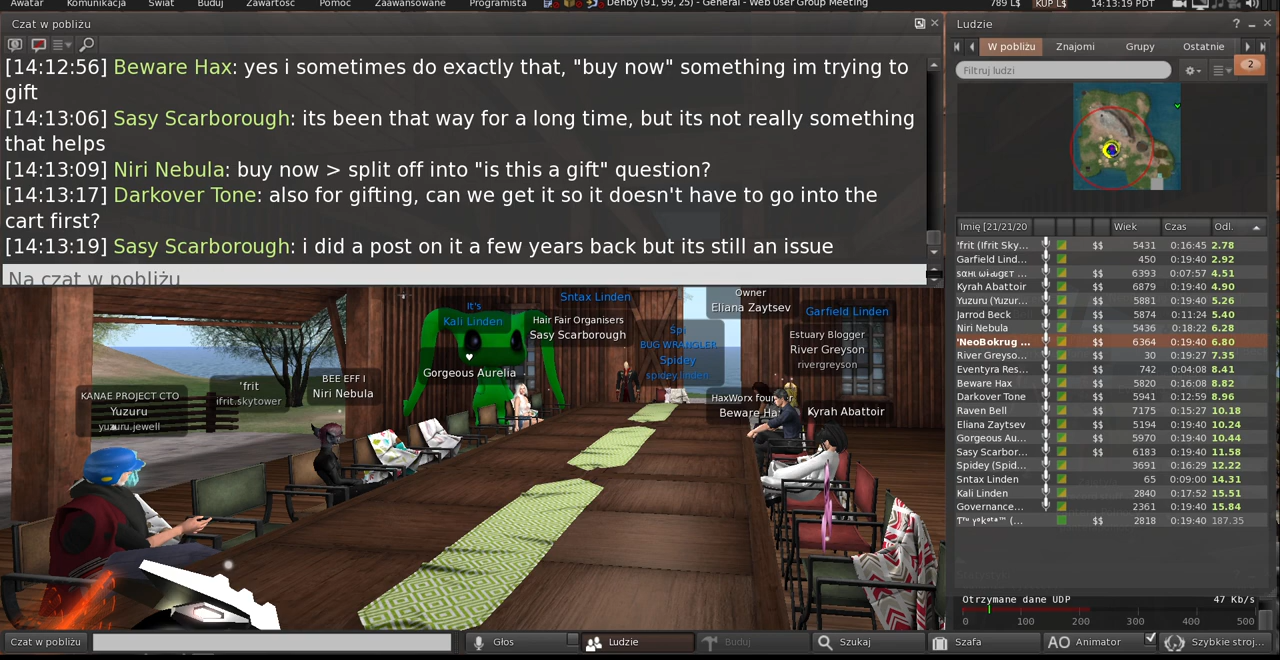 Awatar Komunikacja Świat Buduj Zawartość Pomoc Zaawansowane Programista Denby (91, 99, 25) - General - Web User Group Meeting 789 L$ KUP L$ 14:13:19 PDT
Czat w pobliżu
[14:12:56] Beware Hax: yes i sometimes do exactly that, "buy now" something im trying to
gift
[14:13:06] Sasy Scarborough: its been that way for a long time, but its not really something
that helps
[14:13:09] Niri Nebula: buy now > split off into "is this a gift" question?
[14:13:17] Darkover Tone: also for gifting, can we get it so it doesn't have to go into the
cart first?
[14:13:19] Sasy Scarborough: i did a post on it a few years back but its still an issue
Na czat w pobliżu
It's
Kali Linden
Gorgeous Aurelia
Sntax Linden
Hair Fair Organisers
Sasy Scarborough
BUG WRANGLER
Spidey
spidey.linden
Owner
Eliana Zaytsev
Garfield Linden
Estuary Blogger
River Greyson
rivergreyson
KANAE PROJECT CTO
Yuzuru
yuzuru.jewell
'frit
ifrit.skytower
BEE EFF I
Niri Nebula
HaxWorx
Beware
Kyrah Abattoir
Ludzie
? _ ×
W pobliżu Znajomi Grupy Ostatnie
Filtruj ludzi
2
Imię [21/21/20 Wiek Czas Odl.
'frit (Ifrit Sky... $$ 5431 0:16:45 2.78
Garfield Lind... 450 0:19:40 2.92
$$ 6393 0:07:57 4.51
Kyrah Abattoir 6879 0:19:40 4.90
Yuzuru (Yuzur... $$ 5881 0:19:40 5.26
Jarrod Beck $$ 5874 0:11:24 5.40
Niri Nebula $$ 5436 0:18:22 6.28
'NeoBokrug ... $$ 6364 0:19:40 6.80
River Greyso... 30 0:19:27 7.35
Eventyra Res... $$ 742 0:04:08 8.41
Beware Hax $$ 5820 0:16:08 8.82
Darkover Tone $$ 5941 0:12:59 8.96
Raven Bell $$ 7175 0:15:27 10.18
Eliana Zaytsev $$ 5194 0:19:40 10.24
Gorgeous Au... $$ 5970 0:19:40 10.44
Sasy Scarbor... $$ 6183 0:19:40 11.58
Spidey (Spid... 3691 0:16:29 12.22
Sntax Linden 65 0:09:00 14.31
Kali Linden 2840 0:17:52 15.51
Governance... 2361 0:19:40 15.84
$$ 2818 0:19:40 187.35
Otrzymane dane UDP 47 Kb/s
0 100 200 300 400 500
Czat w pobliżu Głos Ludzie Buduj Szukaj Szafa AO Animator Szybkie stroj...